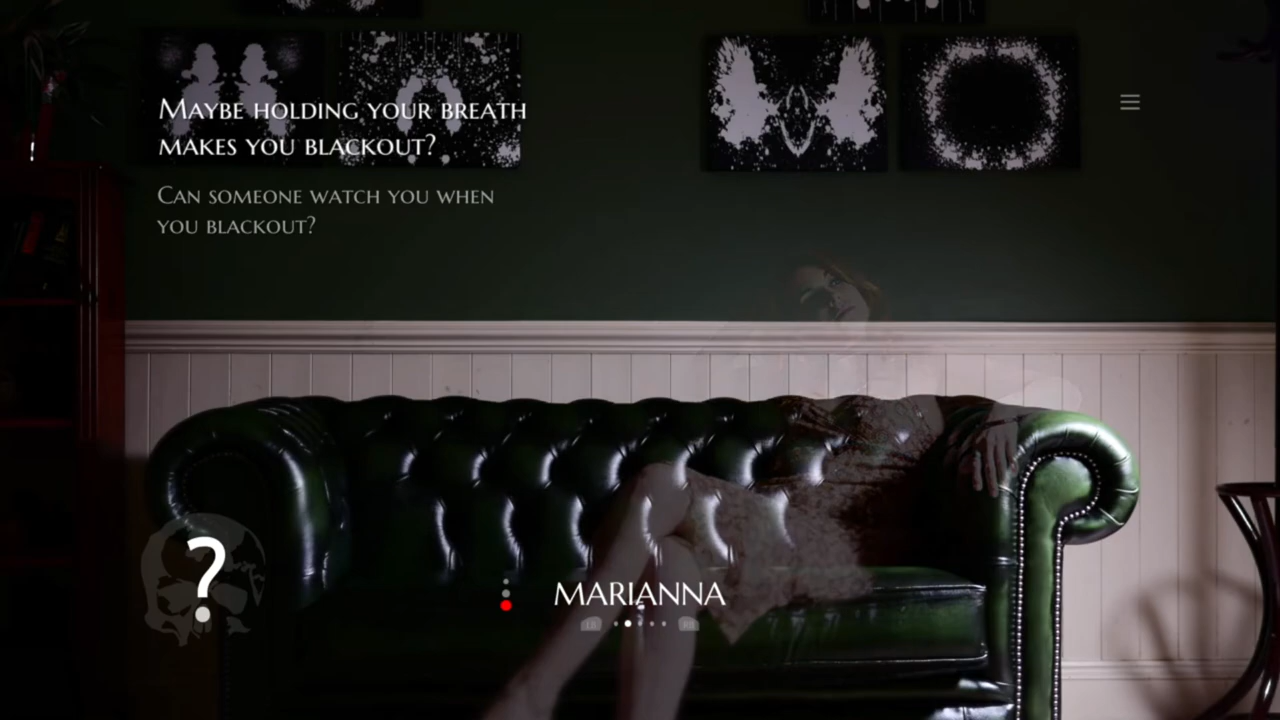 Maybe holding your breath
makes you blackout?
Can someone watch you when
you blackout?
?
MARIANNA